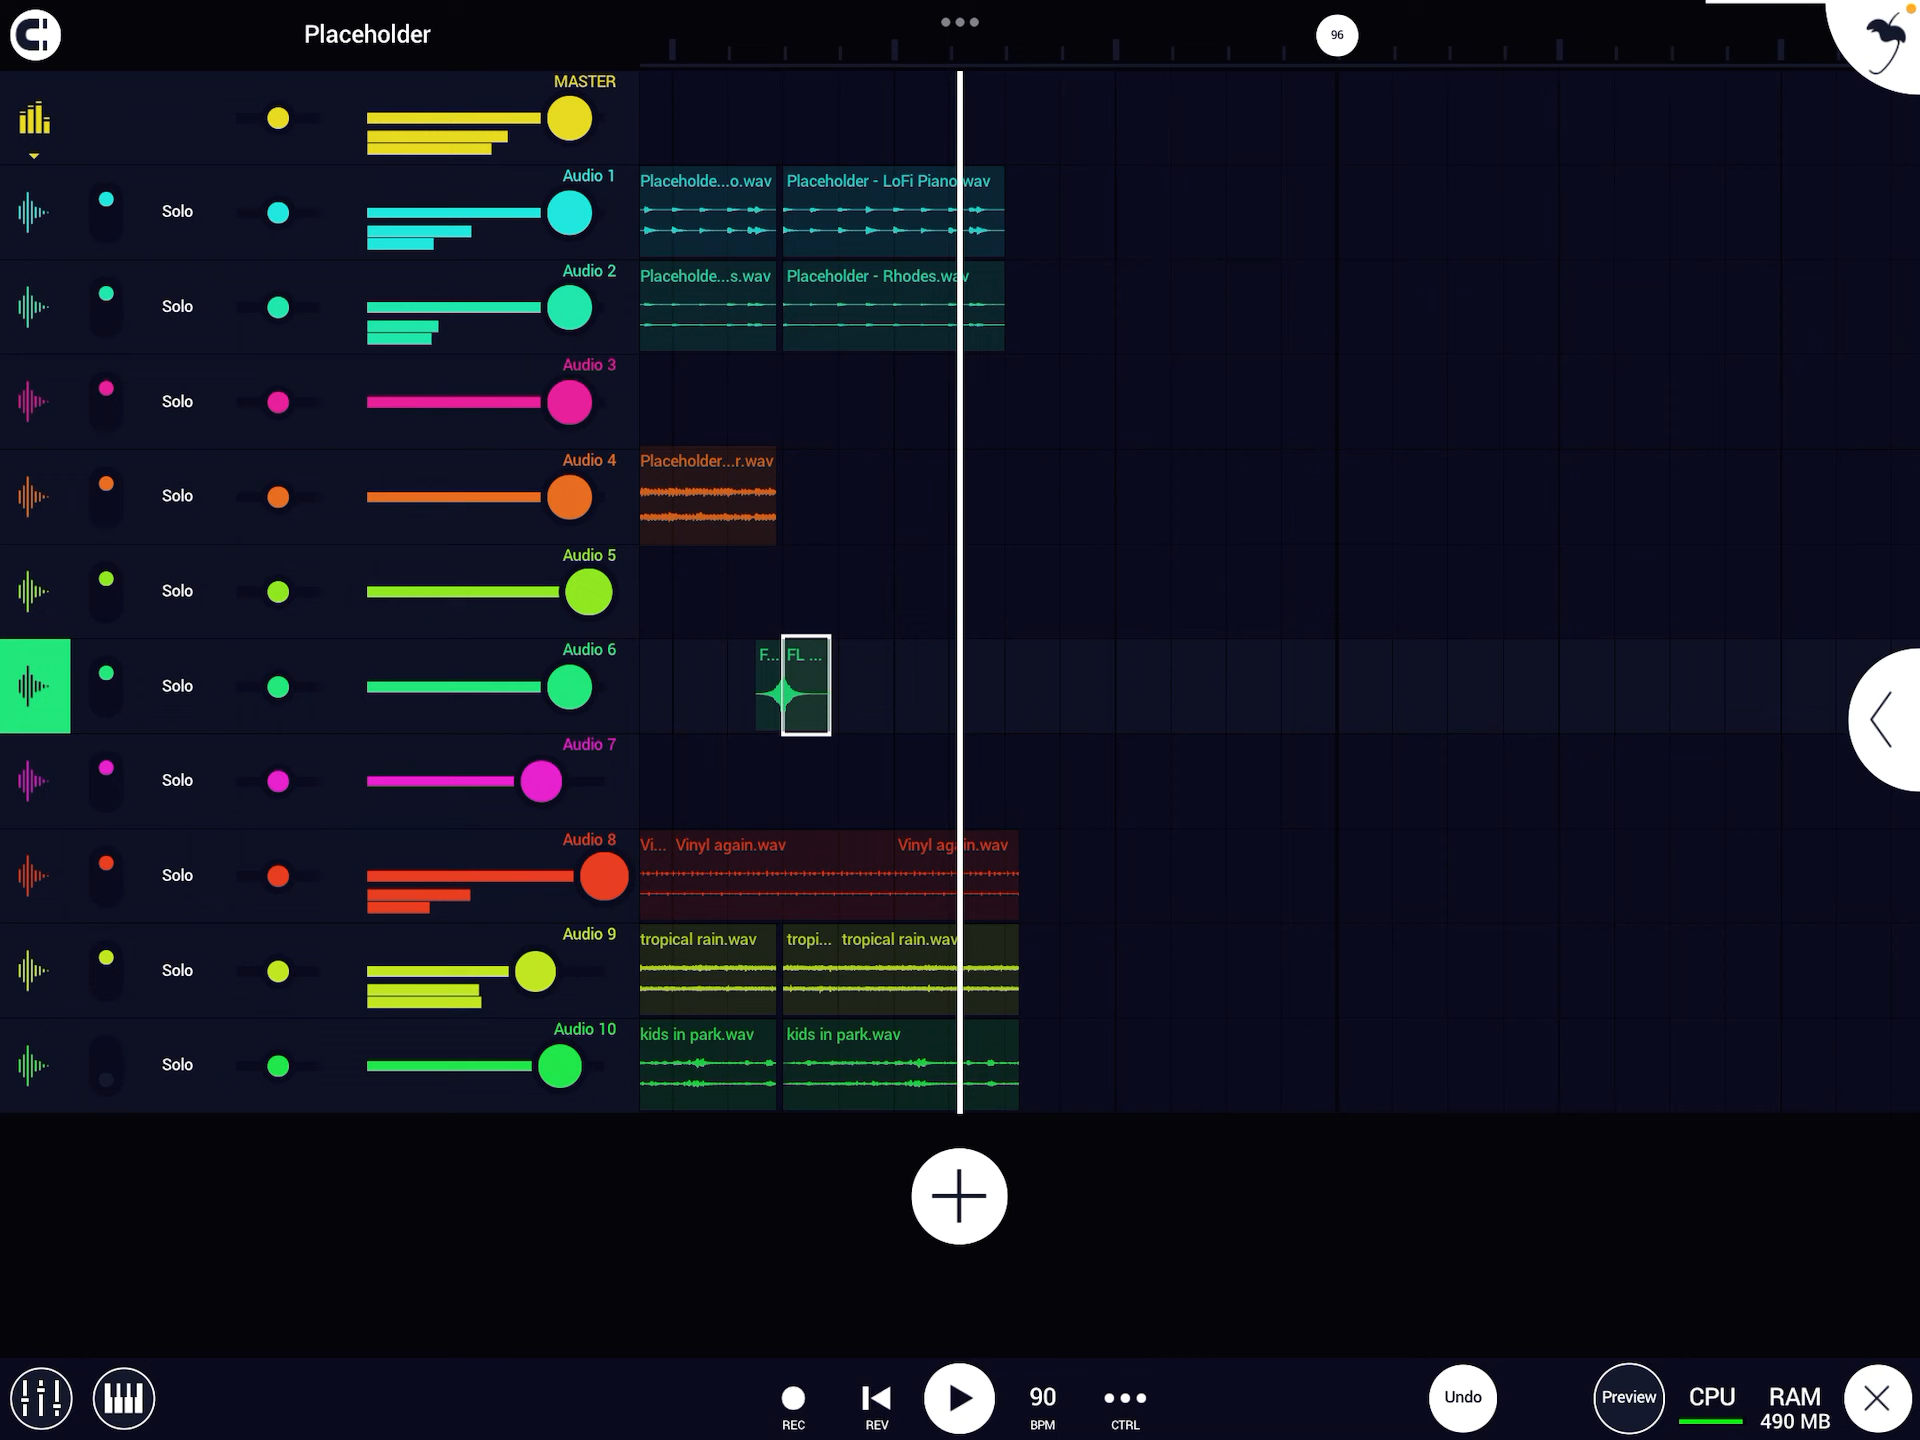 Placeholder
96
MASTER
Audio 1
Solo
Placeholde...o.wav
Placeholder - LoFi Piano.wav
Audio 2
Solo
Placeholde...s.wav
Placeholder - Rhodes.wav
Audio 3
Solo
Audio 4
Solo
Placeholder...r.wav
Audio 5
Solo
Audio 6
Solo
F...
FL ...
Audio 7
Solo
Audio 8
Solo
Vi...
Vinyl again.wav
Vinyl again.wav
Audio 9
Solo
tropical rain.wav
tropi...
tropical rain.wav
Audio 10
Solo
kids in park.wav
kids in park.wav
REC
REV
90
BPM
CTRL
Undo
Preview
CPU
RAM
490 MB